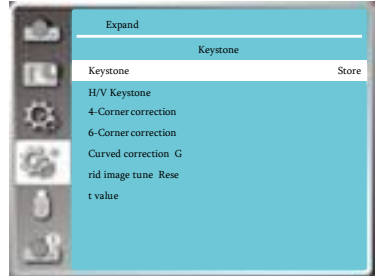 Expand
Keystone
Keystone Store
H/V Keystone
4-Corner correction
6-Corner correction
Curved correction G
rid image tune Rese
t value